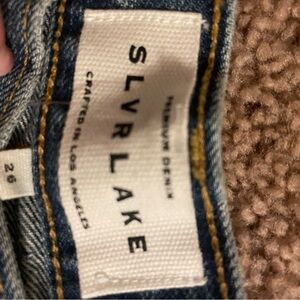 PREMIUM DENIM
SLVRLAKE
CRAFTED IN LOS ANGELES
26